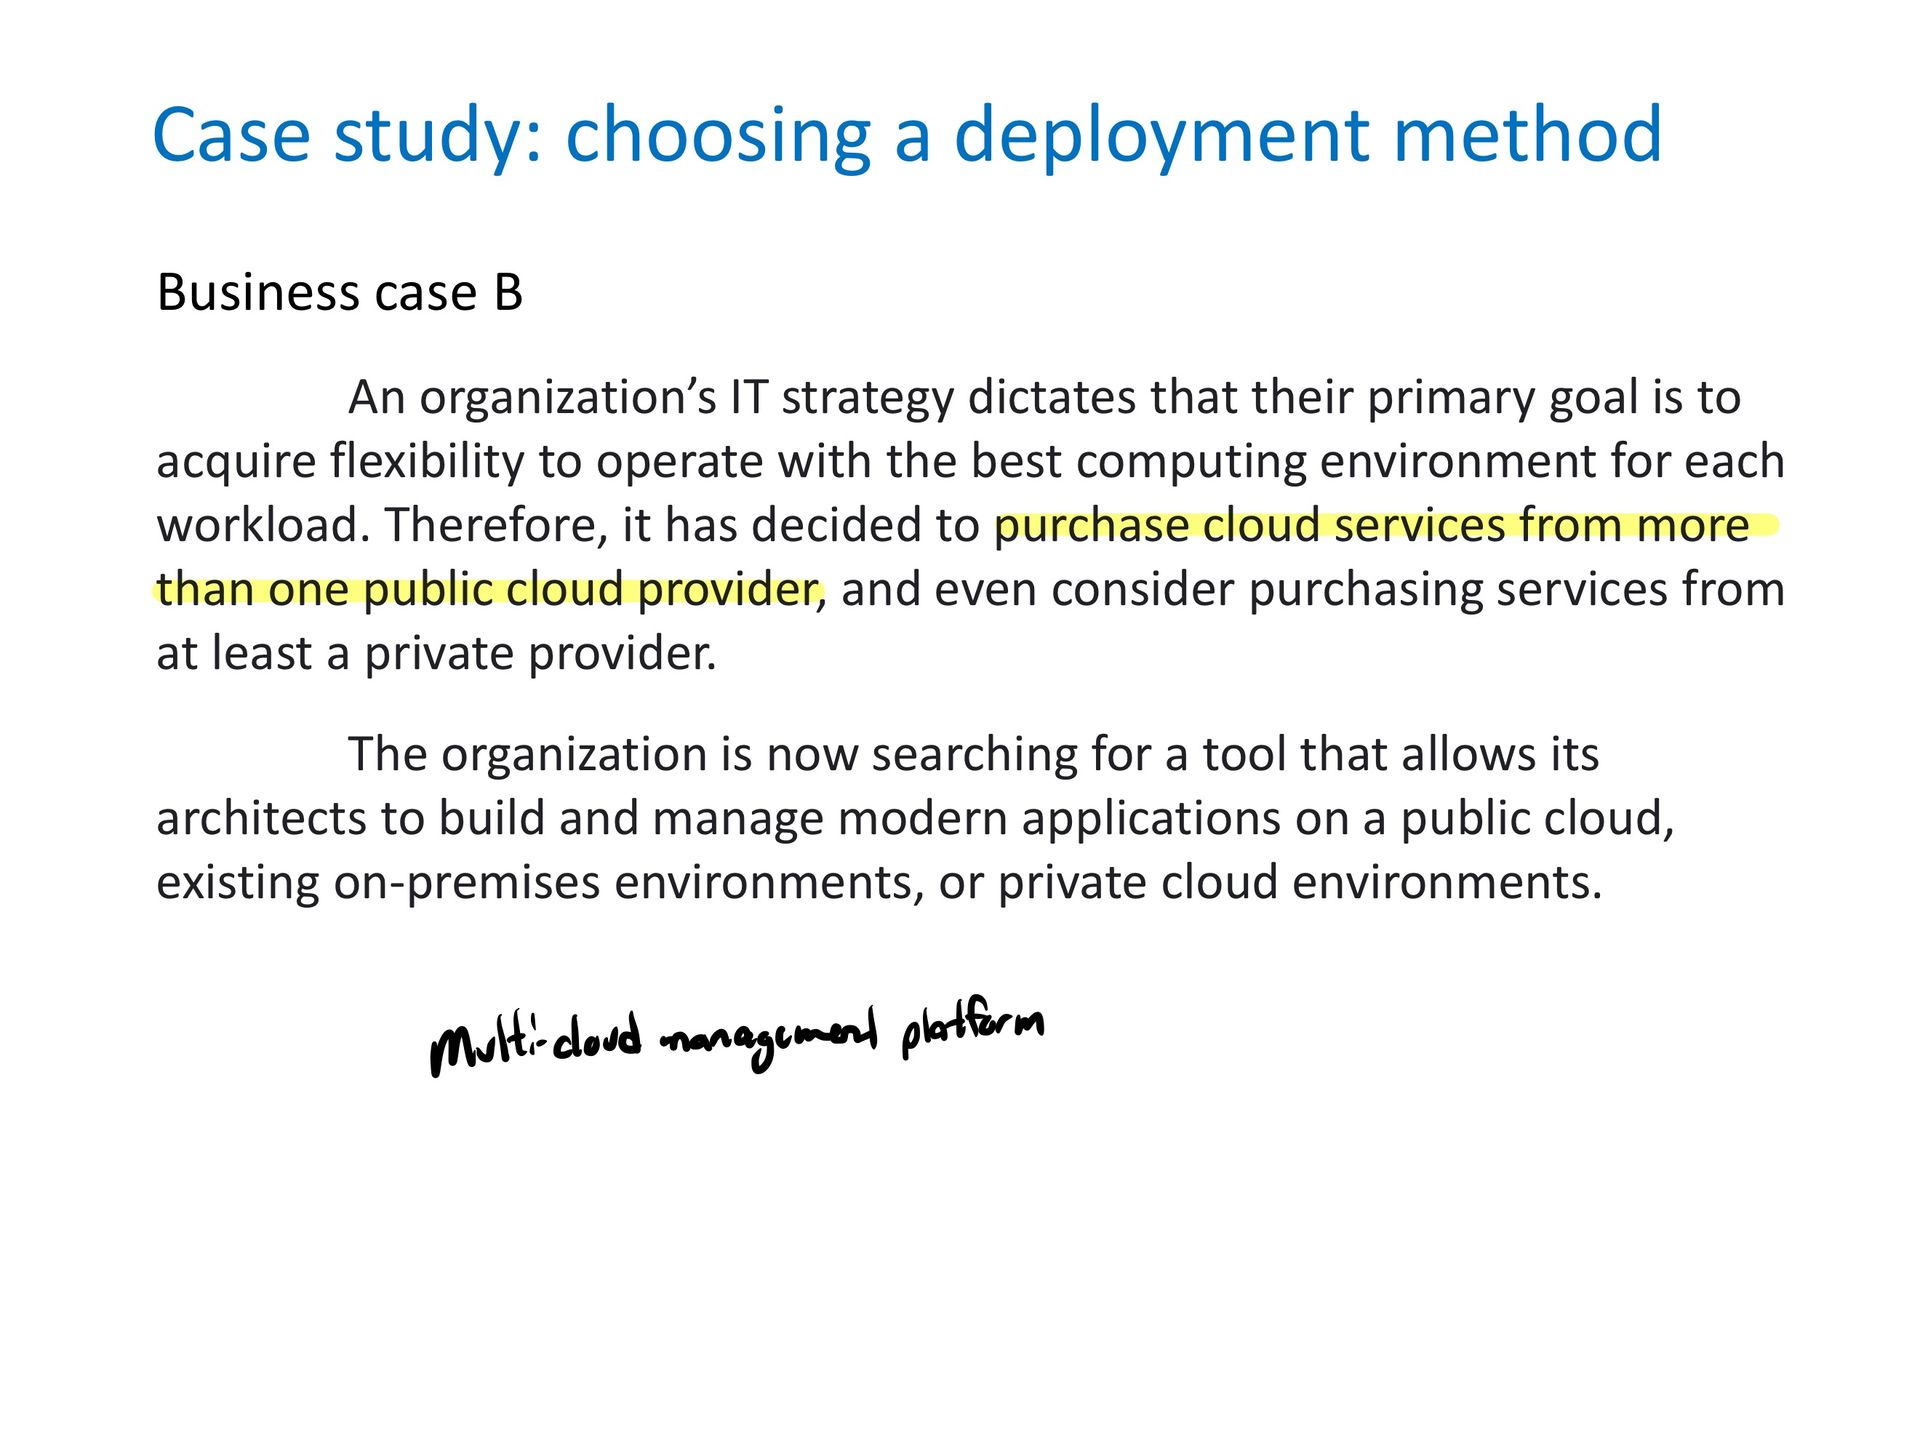 Case study: choosing a deployment method
Business case B
An organization’s IT strategy dictates that their primary goal is to
acquire flexibility to operate with the best computing environment for each
workload. Therefore, it has decided to purchase cloud services from more
than one public cloud provider, and even consider purchasing services from
at least a private provider.
The organization is now searching for a tool that allows its
architects to build and manage modern applications on a public cloud,
existing on-premises environments, or private cloud environments.
Multi-cloud management platform